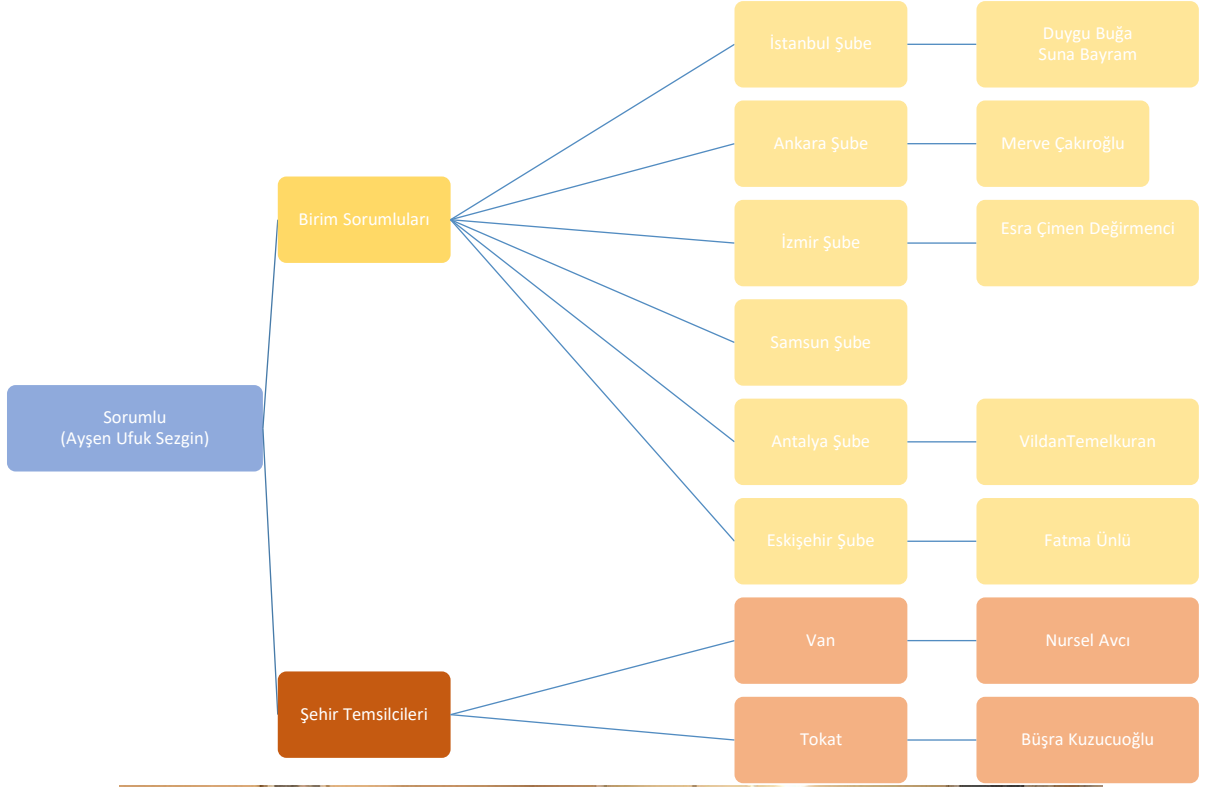 Sorumlu
(Ayşen Ufuk Sezgin)
Birim Sorumluları
İstanbul Şube
Duygu Buğa
Suna Bayram
Ankara Şube
Merve Çakıroğlu
İzmir Şube
Esra Çimen Değirmenci
Samsun Şube
Antalya Şube
VildanTemelkuran
Eskişehir Şube
Fatma Ünlü
Şehir Temsilcileri
Van
Nursel Avcı
Tokat
Büşra Kuzucuoğlu